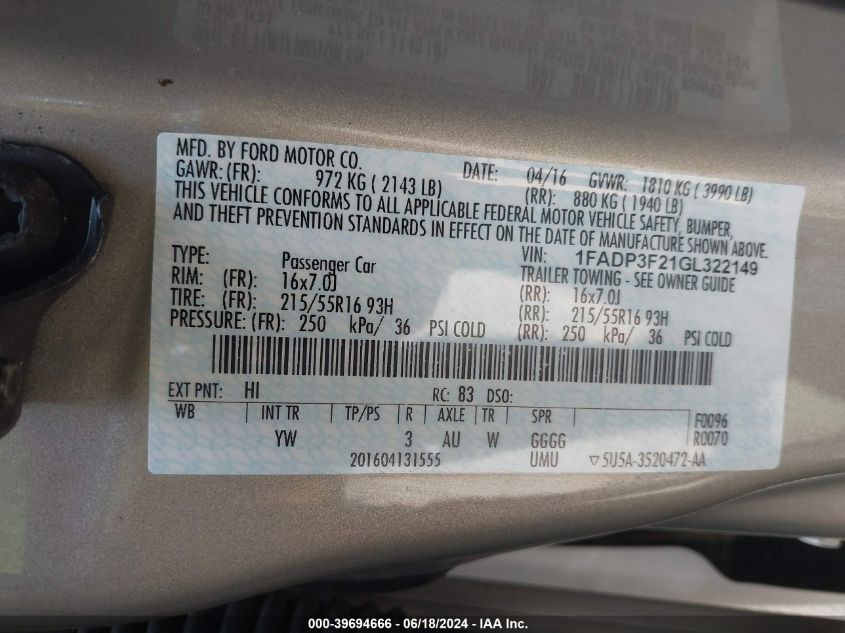 MFD. BY FORD MOTOR CO.
DATE: 04/16 GVWR: 1810 KG ( 3990 LB)
GAWR: (FR): 972 KG ( 2143 LB) (RR): 880 KG ( 1940 LB)
THIS VEHICLE CONFORMS TO ALL APPLICABLE FEDERAL MOTOR VEHICLE SAFETY, BUMPER,
AND THEFT PREVENTION STANDARDS IN EFFECT ON THE DATE OF MANUFACTURE SHOWN ABOVE.
VIN: 1FADP3F21GL322149
TYPE: Passenger Car TRAILER TOWING - SEE OWNER GUIDE
RIM: (FR): 16x7.0J (RR): 16x7.0J
TIRE: (FR): 215/55R16 93H (RR): 215/55R16 93H
PRESSURE: (FR): 250 kPa/ 36 PSI COLD (RR): 250 kPa/ 36 PSI COLD
EXT PNT: HI RC: 83 DSO:
WB INT TR TP/PS R AXLE TR SPR F0096
YW 3 AU W GGGG R0070
201604131555 UMU ▽5U5A-3520472-AA
000-39694666 - 06/18/2024 - IAA Inc.